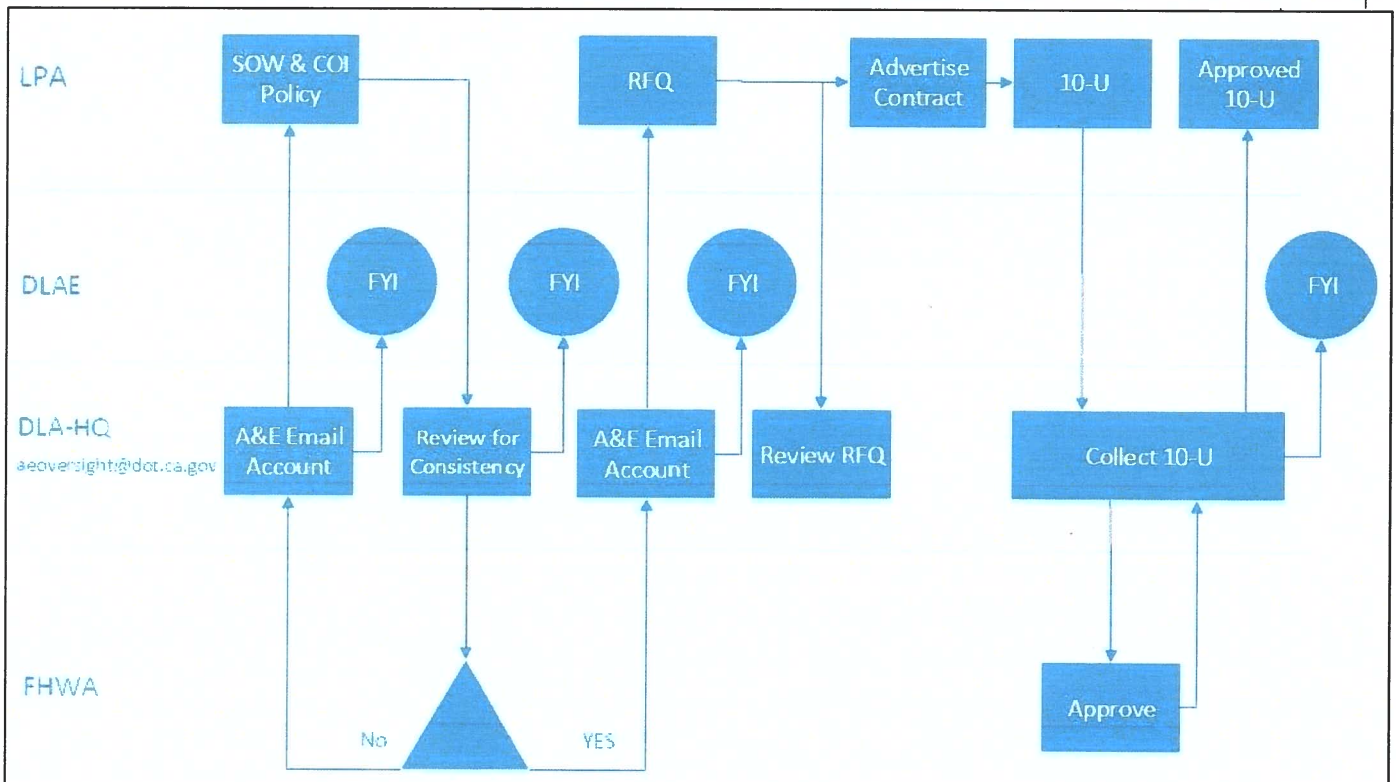 LPA
SOW & COI
Policy
RFQ
Advertise
Contract
10-U
Approved
10-U
DLAE
FYI
FYI
FYI
FYI
DLA-HQ
aeoversight@dot.ca.gov
A&E Email
Account
Review for
Consistency
A&E Email
Account
Review RFQ
Collect 10-U
FHWA
No
YES
Approve